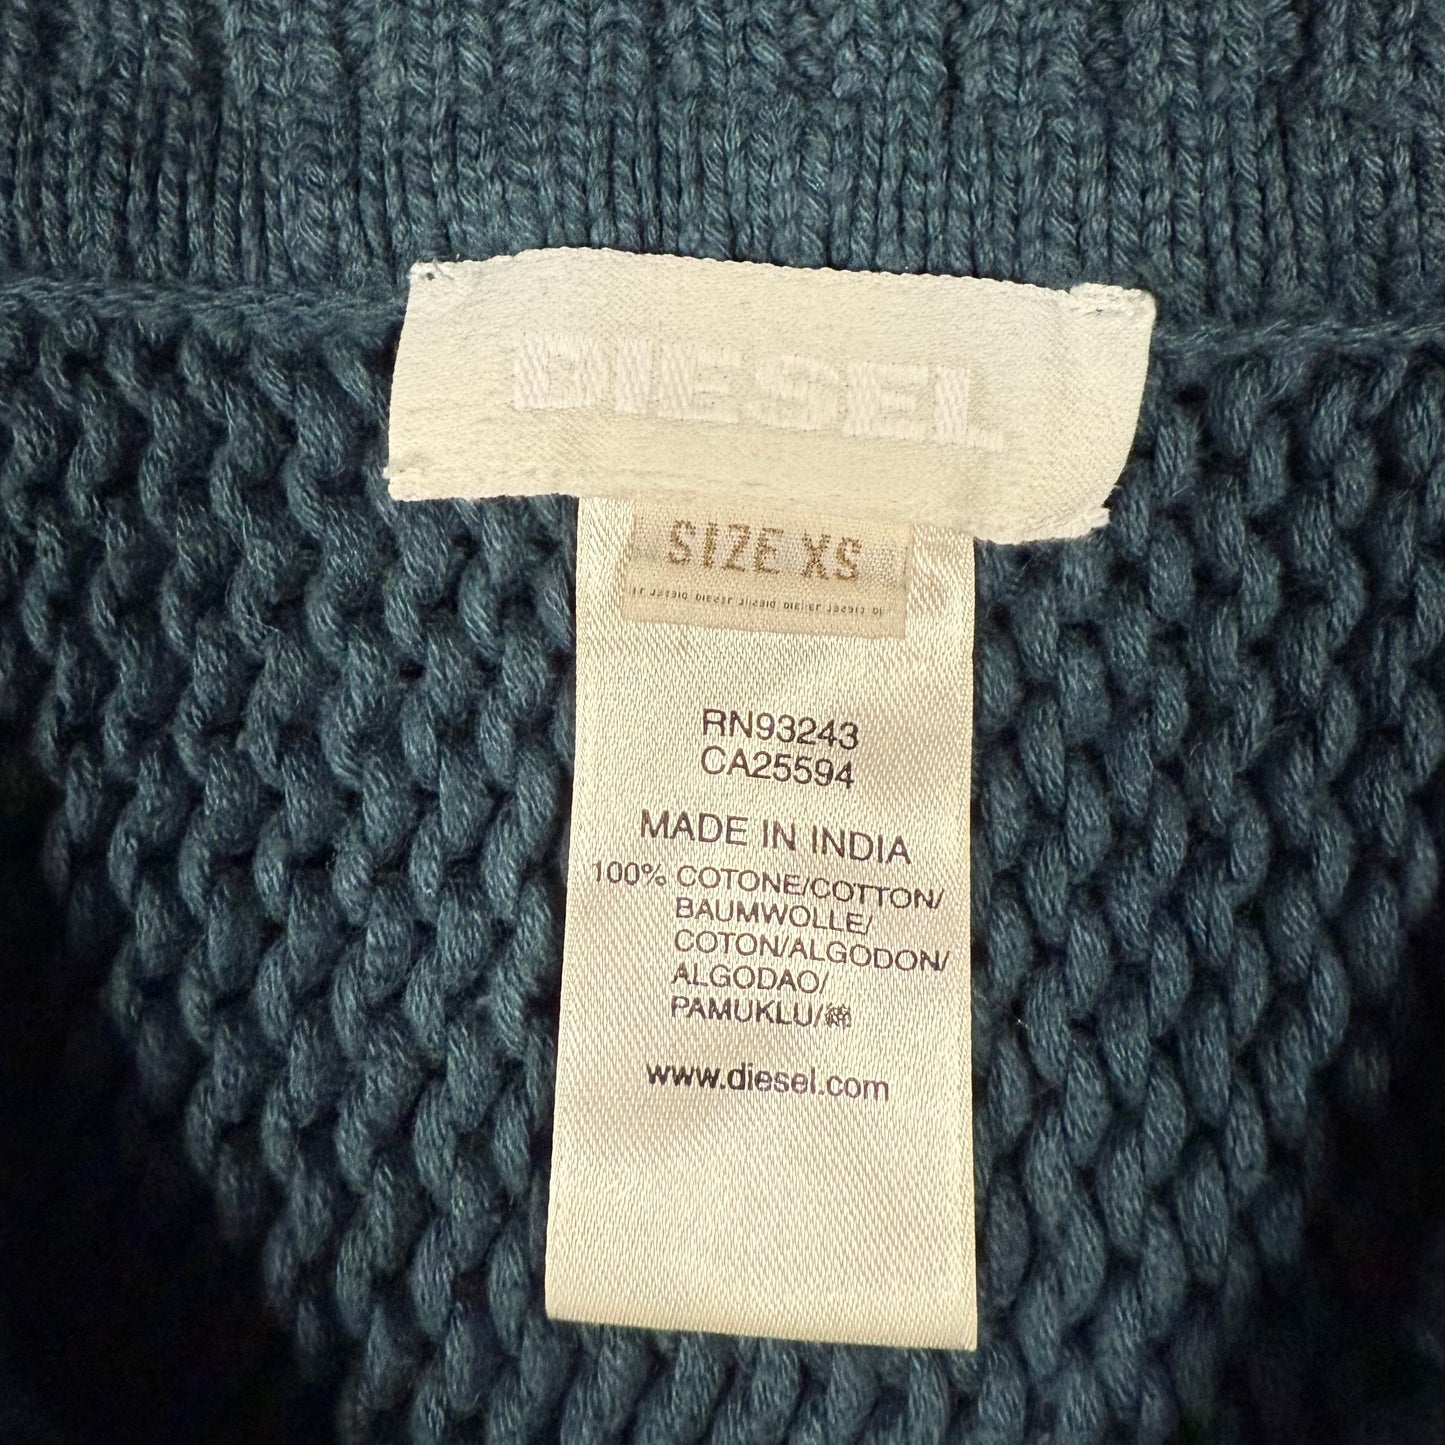 DIESEL
SIZE XS
RN93243
CA25594
MADE IN INDIA
100% COTONE/COTTON/
BAUMWOLLE/
COTON/ALGODON/
ALGODAO/
PAMUKLU/綿
www.diesel.com